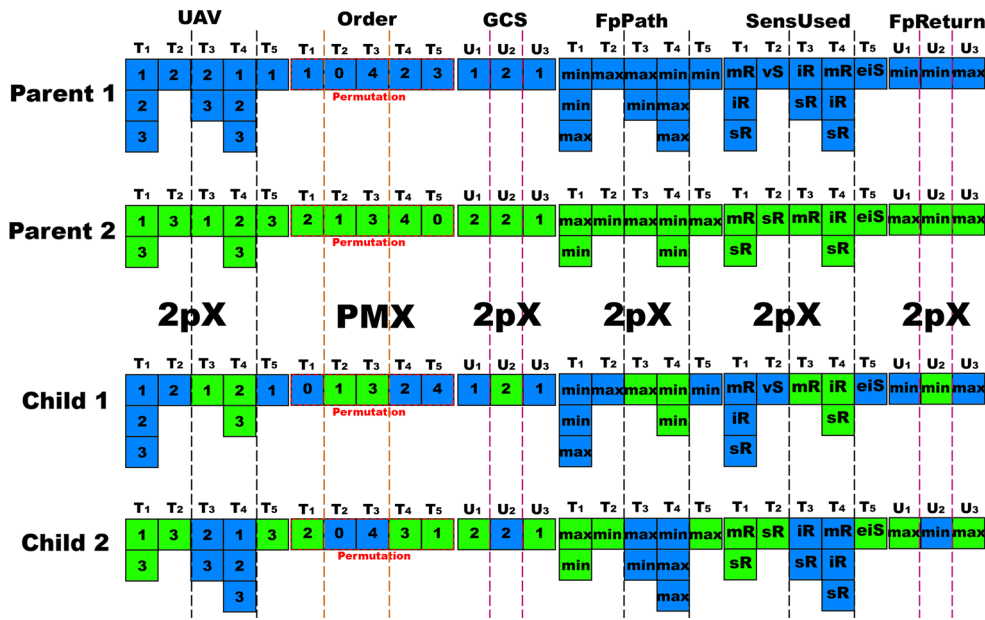 UAV Order GCS FpPath SensUsed FpReturn
T1 T2 T3 T4 T5 T1 T2 T3 T4 T5 U1 U2 U3 T1 T2 T3 T4 T5 T1 T2 T3 T4 T5 U1 U2 U3
Parent 1 1 2 2 1 1 1 0 4 2 3 1 2 1 min max max min min mR vS iR mR eiS min min max
Permutation
2 3 2 min min max iR sR iR
3 3 max max sR sR
T1 T2 T3 T4 T5 T1 T2 T3 T4 T5 U1 U2 U3 T1 T2 T3 T4 T5 T1 T2 T3 T4 T5 U1 U2 U3
Parent 2 1 3 1 2 3 2 1 3 4 0 2 2 1 max min max min max mR sR mR iR eiS max min max
Permutation
3 3 min min sR sR
2pX PMX 2pX 2pX 2pX 2pX
T1 T2 T3 T4 T5 T1 T2 T3 T4 T5 U1 U2 U3 T1 T2 T3 T4 T5 T1 T2 T3 T4 T5 U1 U2 U3
Child 1 1 2 1 2 1 0 1 3 2 4 1 2 1 min max max min min mR vS mR iR eiS min min max
Permutation
2 3 min min iR sR
3 max sR
T1 T2 T3 T4 T5 T1 T2 T3 T4 T5 U1 U2 U3 T1 T2 T3 T4 T5 T1 T2 T3 T4 T5 U1 U2 U3
Child 2 1 3 2 1 3 2 0 4 3 1 2 2 1 max min max min max mR sR iR mR eiS max min max
Permutation
3 3 2 min min max sR sR iR
3 max sR